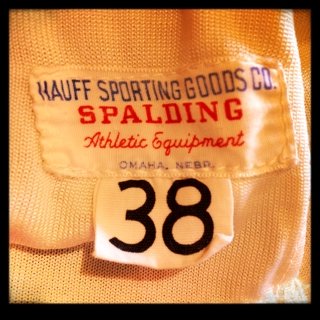 KAUFF SPORTING GOODS CO.
SPALDING
Athletic Equipment
OMAHA, NEBR.
38